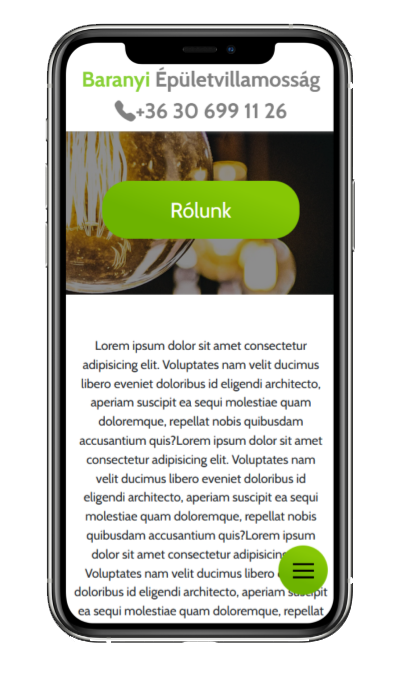 Baranyi Épületvillamosság
+36 30 699 11 26
Rólunk
Lorem ipsum dolor sit amet consectetur
adipisicing elit. Voluptates nam velit ducimus
libero eveniet doloribus id eligendi architecto,
aperiam suscipit ea sequi molestiae quam
doloremque, repellat nobis quibusdam
accusantium quis?Lorem ipsum dolor sit amet
consectetur adipisicing elit. Voluptates nam
velit ducimus libero eveniet doloribus id
eligendi architecto, aperiam suscipit ea sequi
molestiae quam doloremque, repellat nobis
quibusdam accusantium quis?Lorem ipsum
dolor sit amet consectetur adipisicing
Voluptates nam velit ducimus libero
doloribus id eligendi architecto, aperiam suscipit
ea sequi molestiae quam doloremque, repellat